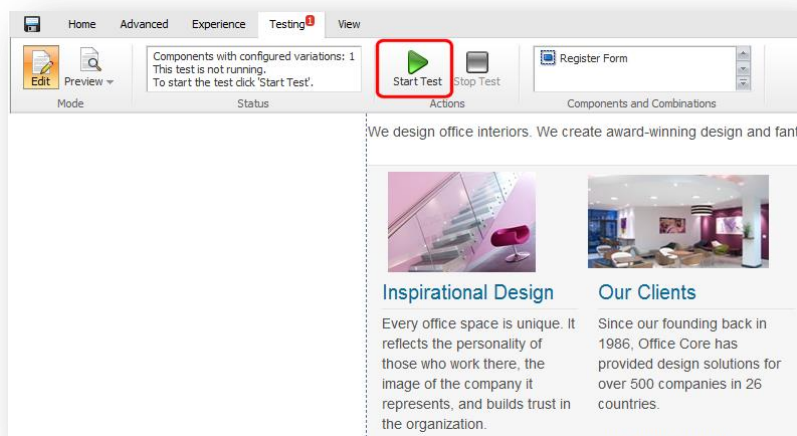 Home Advanced Experience Testing 1 View
Components with configured variations: 1
This test is not running.
To start the test click 'Start Test'.
Edit Preview
Start Test Stop Test
Register Form
Mode Status Actions Components and Combinations
We design office interiors. We create award-winning design and fant
Inspirational Design
Every office space is unique. It
reflects the personality of
those who work there, the
image of the company it
represents, and builds trust in
the organization.
Our Clients
Since our founding back in
1986, Office Core has
provided design solutions for
over 500 companies in 26
countries.